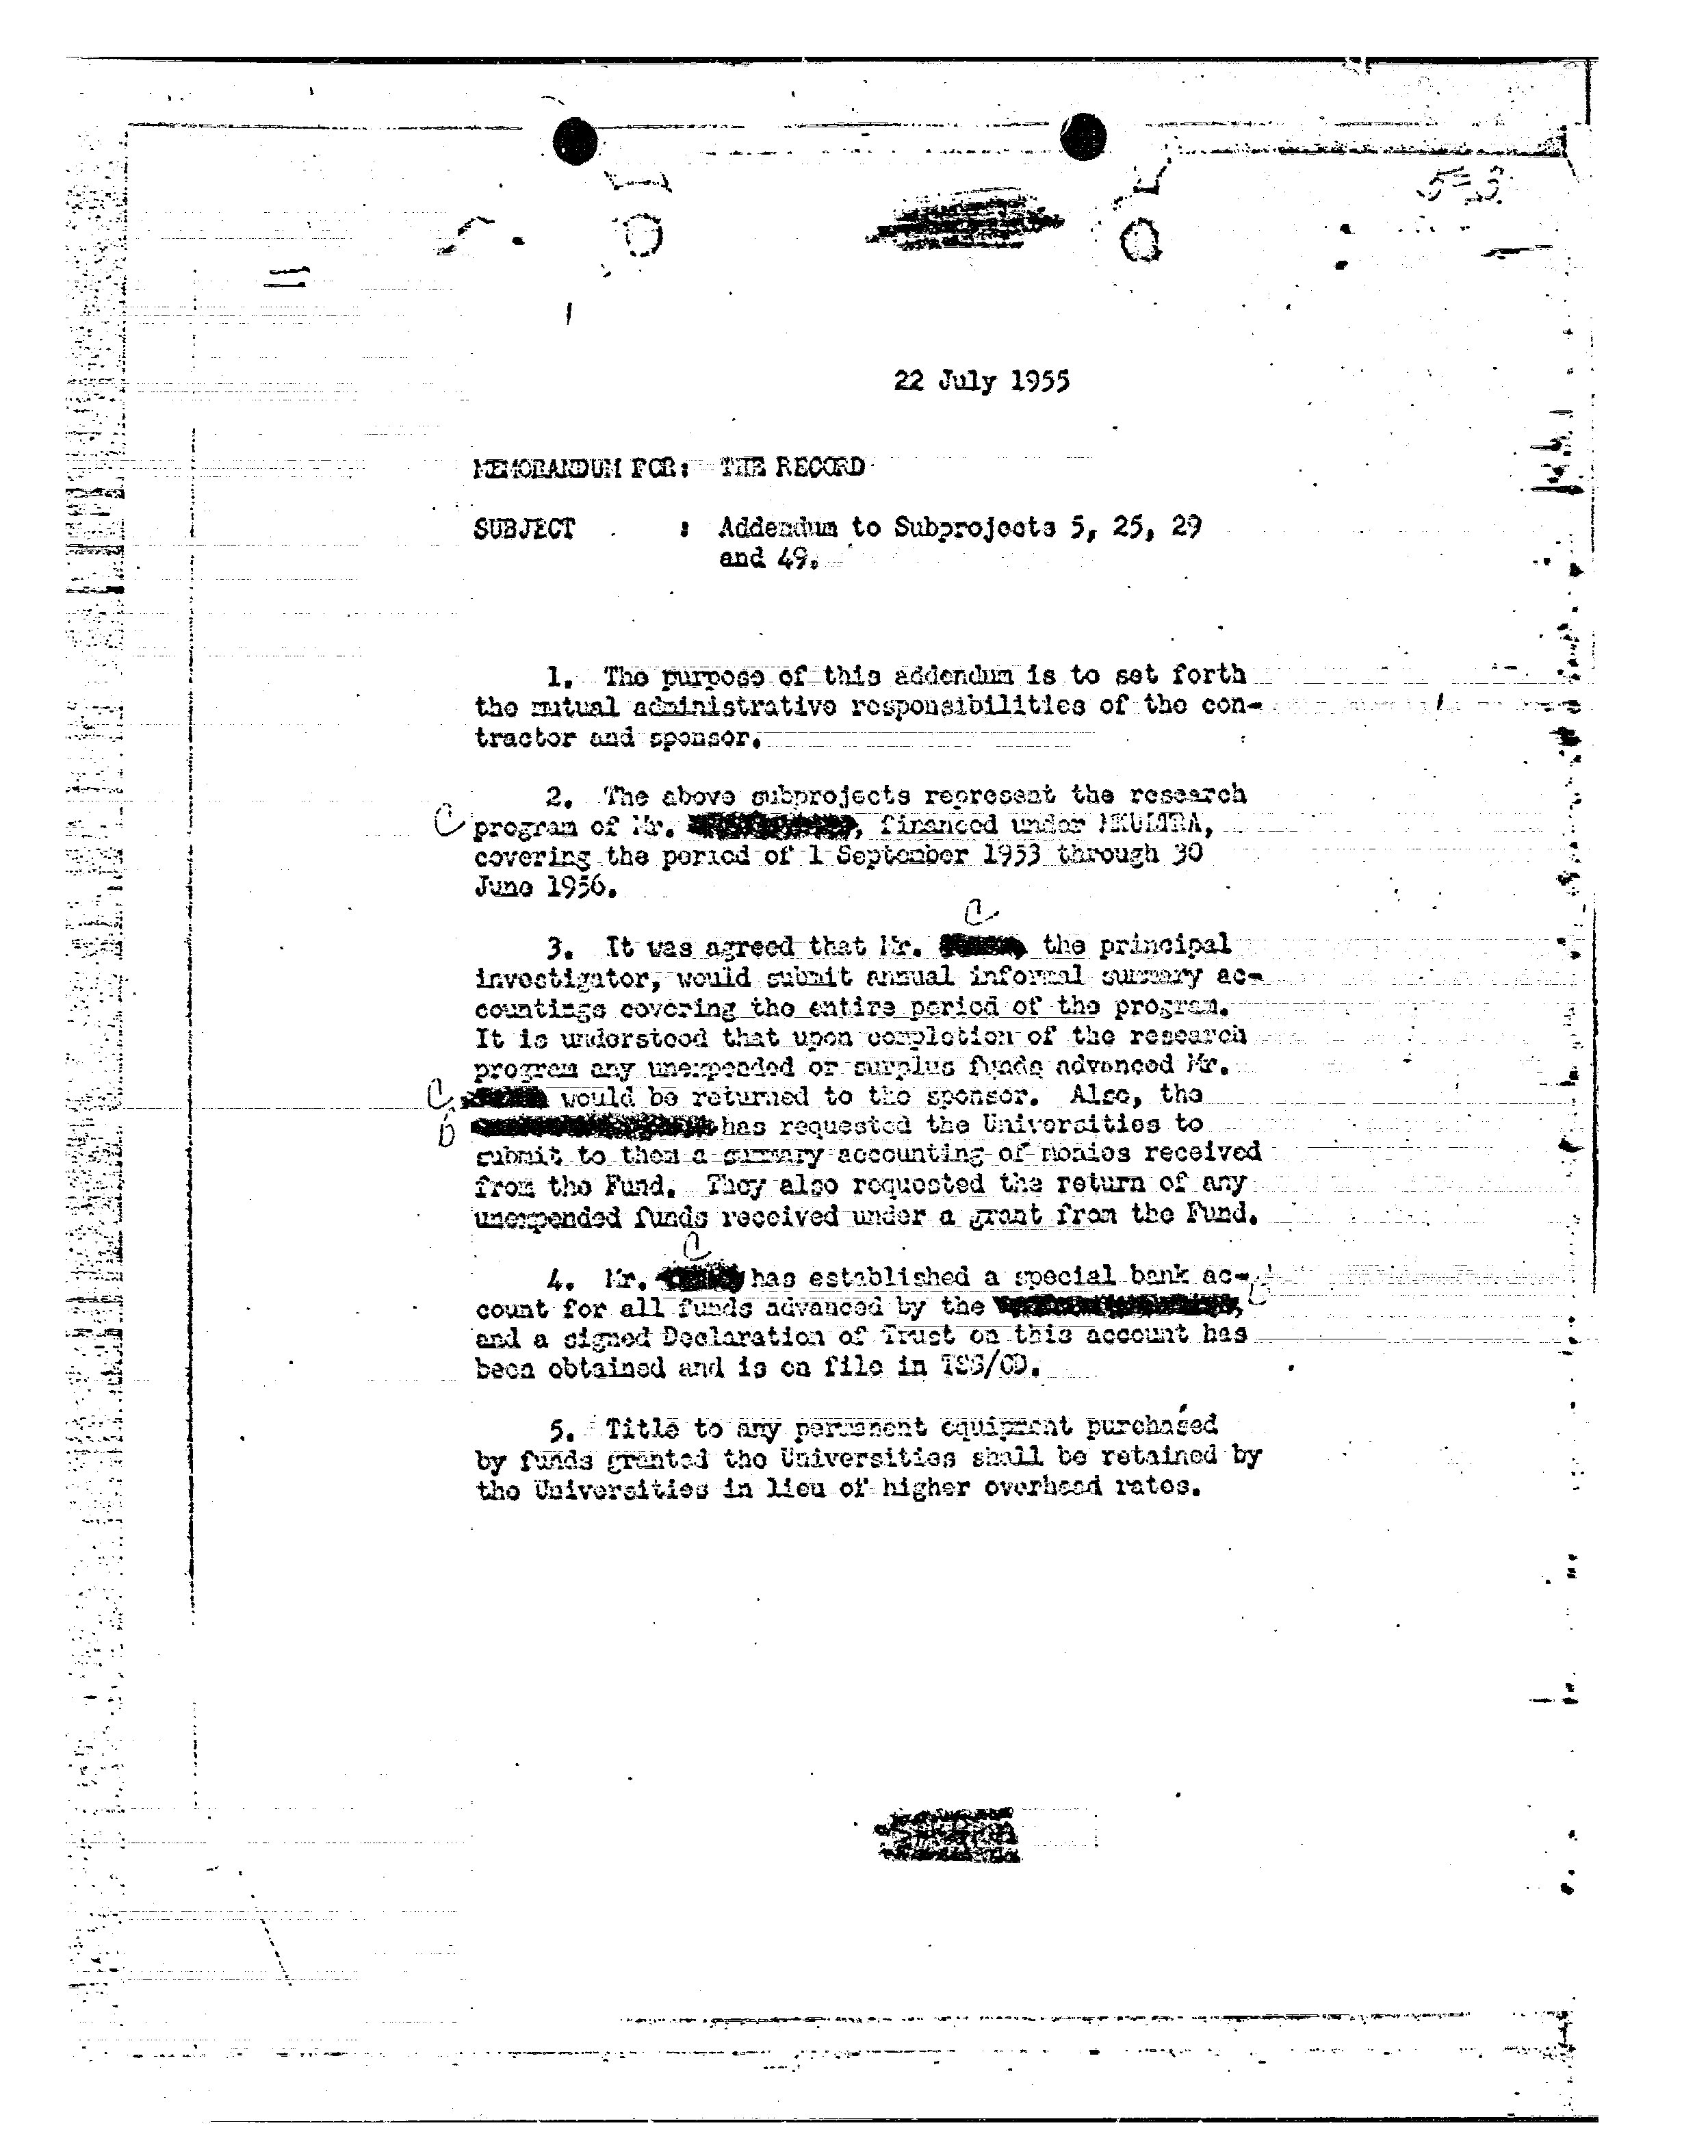 5-3
22 July 1955
MEMORANDUM FOR: THE RECORD
SUBJECT : Addendum to Subprojects 5, 25, 29
and 49.
1. The purpose of this addendum is to set forth
the mutual administrative responsibilities of the con-
tractor and sponsor.
2. The above subprojects represent the research
C
program of Mr. , financed under MKULTRA,
covering the period of 1 September 1953 through 30
June 1956.
C
3. It was agreed that Mr. , the principal
investigator, would submit annual informal summary ac-
countings covering the entire period of the program.
It is understood that upon completion of the research
program any unexpended or surplus funds advanced Mr.
C
would be returned to the sponsor. Also, the
B
has requested the Universities to
submit to them a summary accounting of monies received
from the Fund. They also requested the return of any
unexpended funds received under a grant from the Fund.
C
4. Mr. has established a special bank ac-
count for all funds advanced by the ,
and a signed Declaration of Trust on this account has
been obtained and is on file in TSS/CD.
5. Title to any permanent equipment purchased
by funds granted the Universities shall be retained by
the Universities in lieu of higher overhead rates.